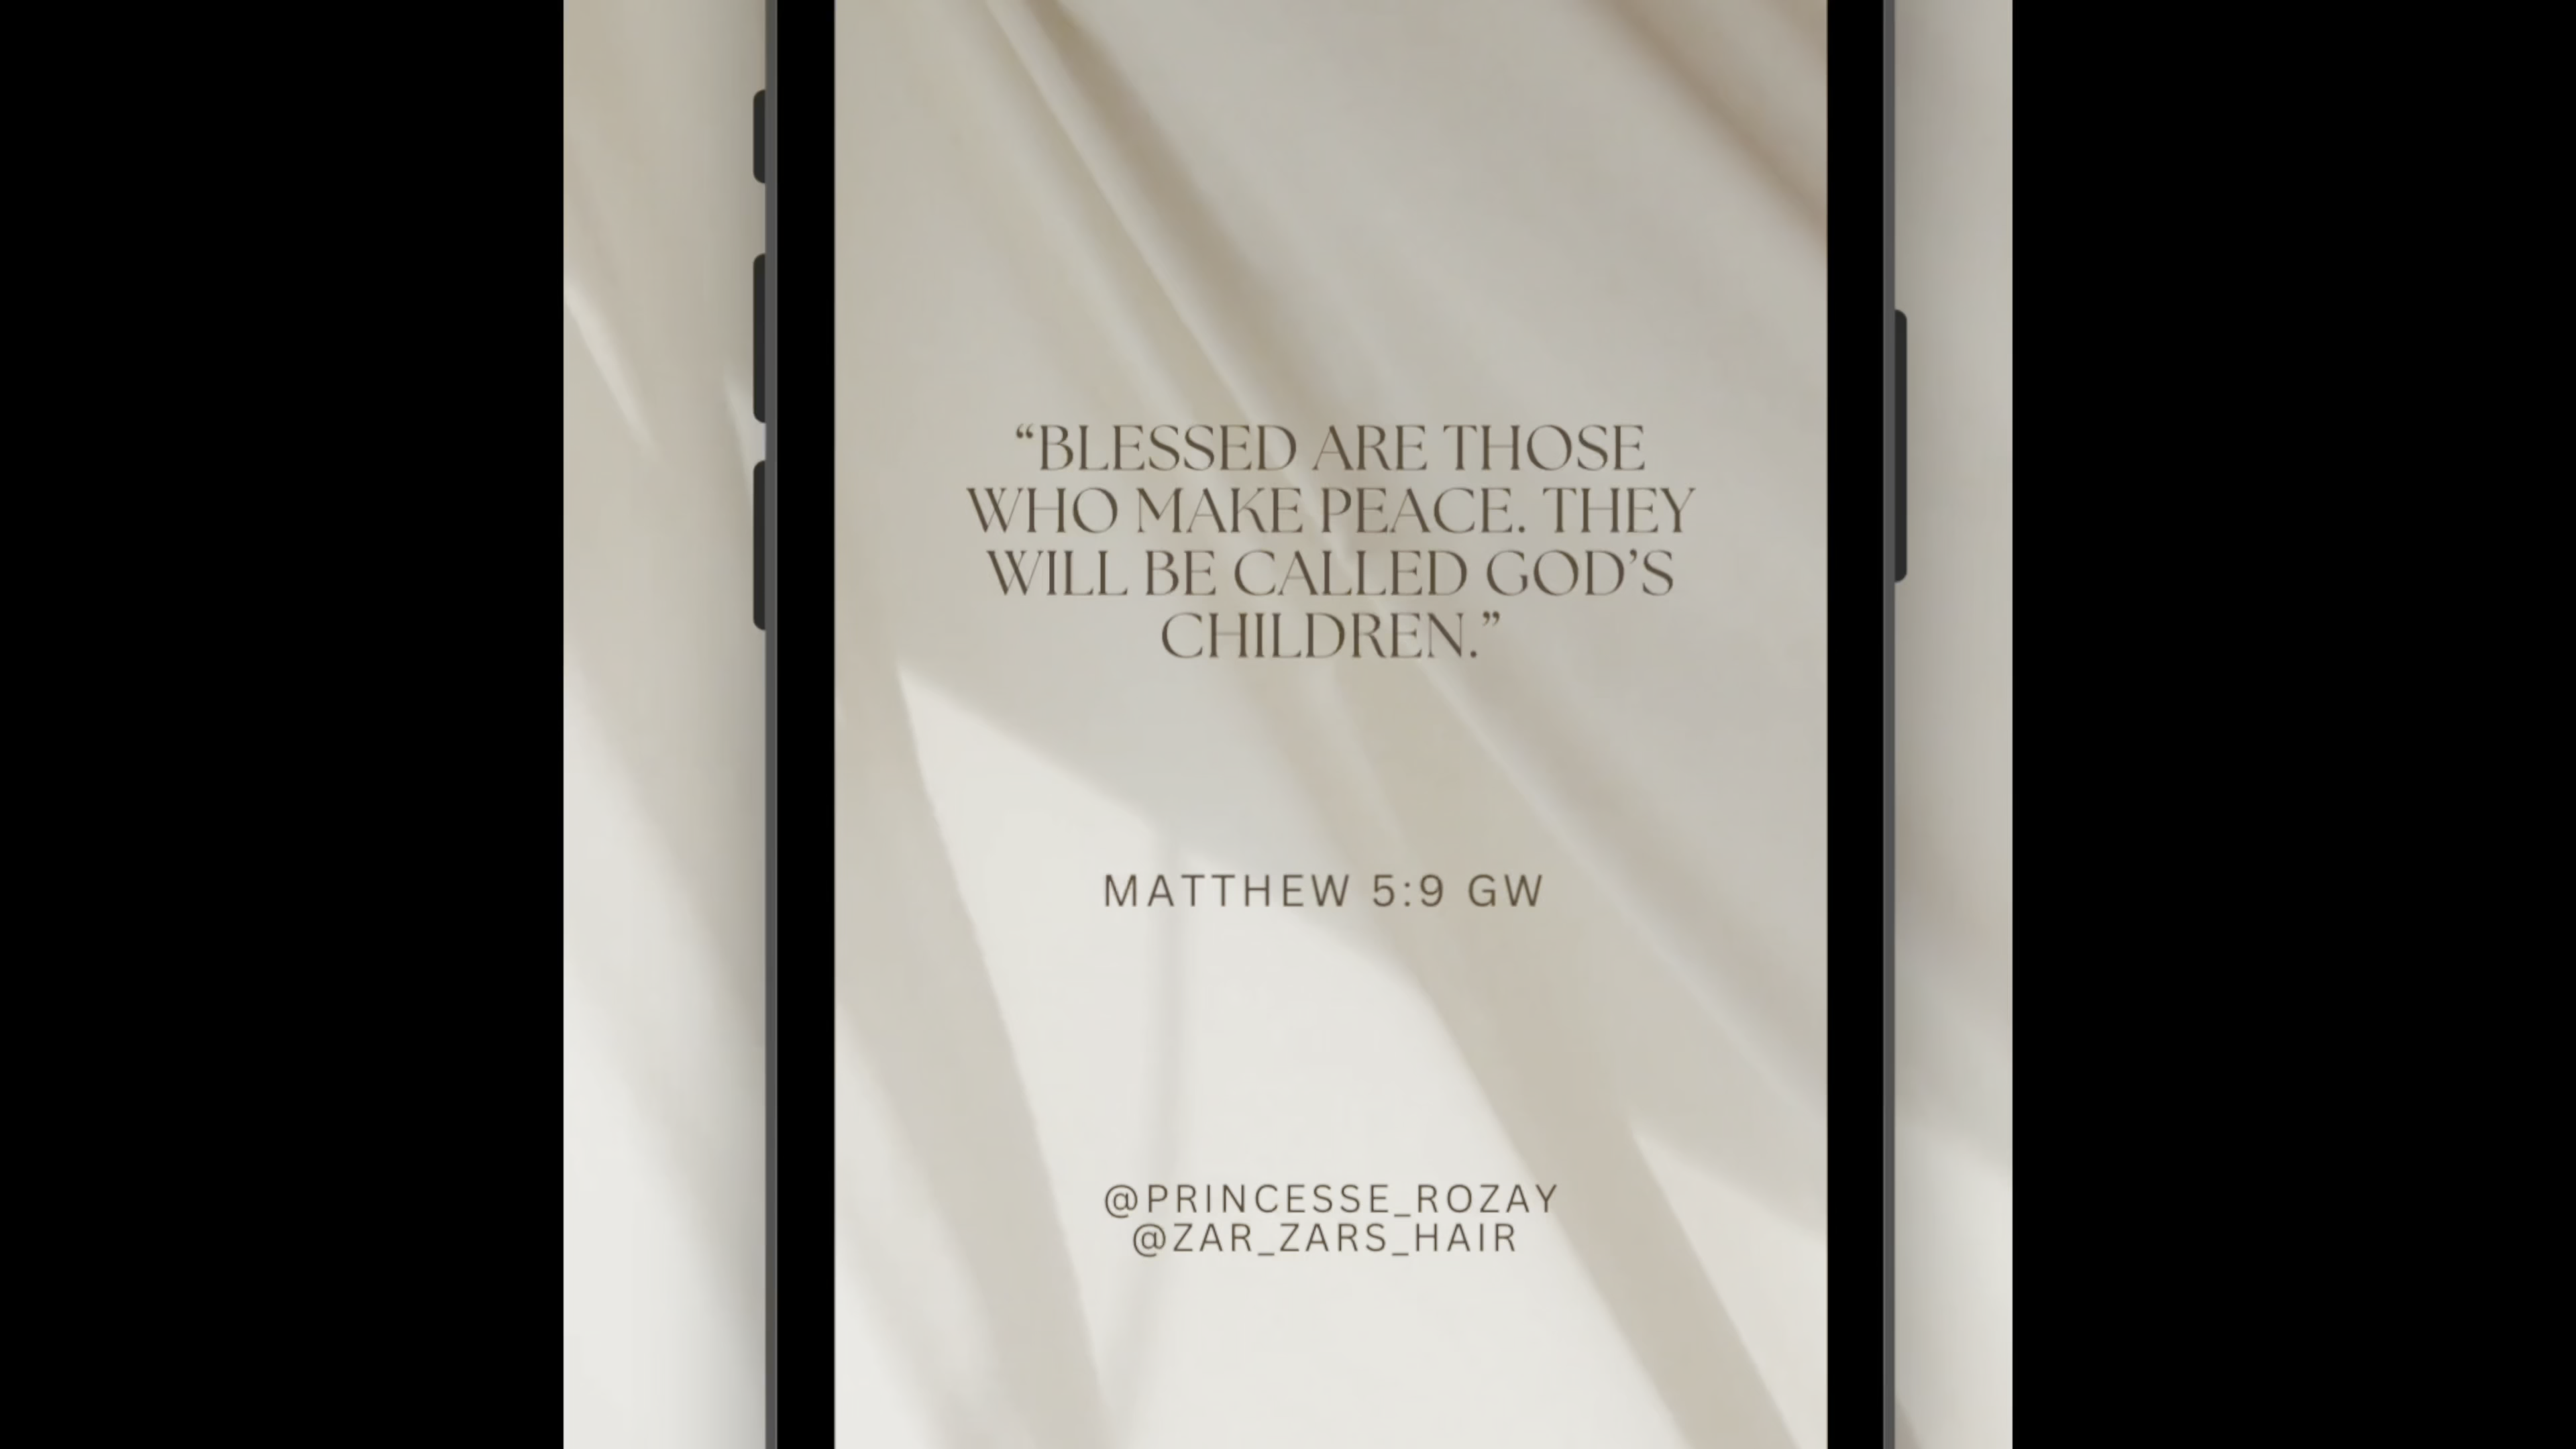 “BLESSED ARE THOSE
WHO MAKE PEACE. THEY
WILL BE CALLED GOD’S
CHILDREN.”
MATTHEW 5:9 GW
@PRINCESSE_ROZAY
@ZAR_ZARS_HAIR